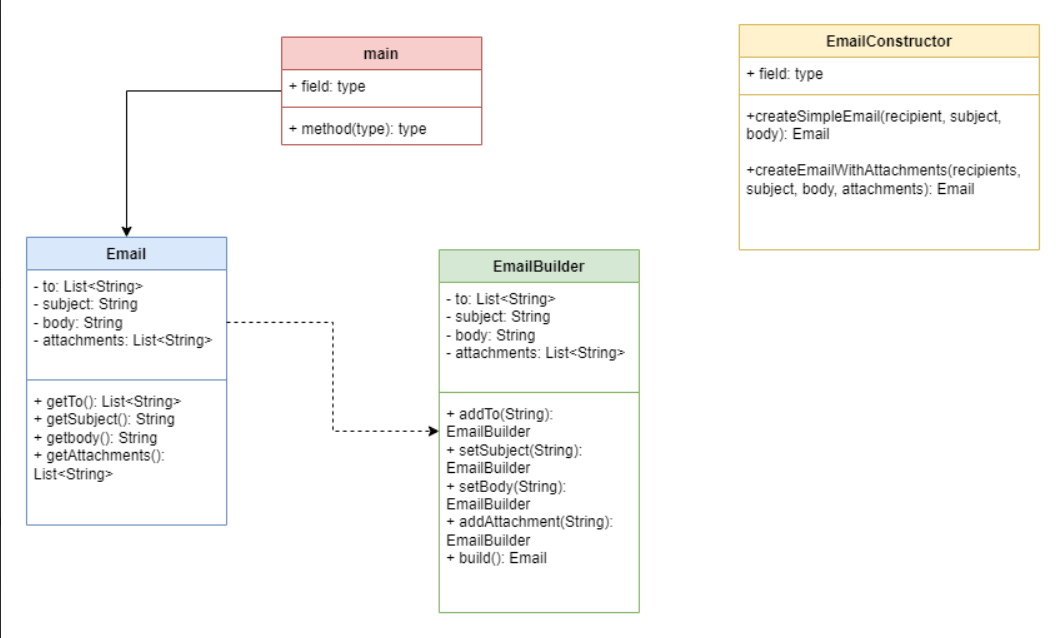 main
+ field: type
+ method(type): type
EmailConstructor
+ field: type
+createSimpleEmail(recipient, subject,
body): Email
+createEmailWithAttachments(recipients,
subject, body, attachments): Email
Email
- to: List<String>
- subject: String
- body: String
- attachments: List<String>
+ getTo(): List<String>
+ getSubject(): String
+ getbody(): String
+ getAttachments():
List<String>
EmailBuilder
- to: List<String>
- subject: String
- body: String
- attachments: List<String>
+ addTo(String):
EmailBuilder
+ setSubject(String):
EmailBuilder
+ setBody(String):
EmailBuilder
+ addAttachment(String):
EmailBuilder
+ build(): Email